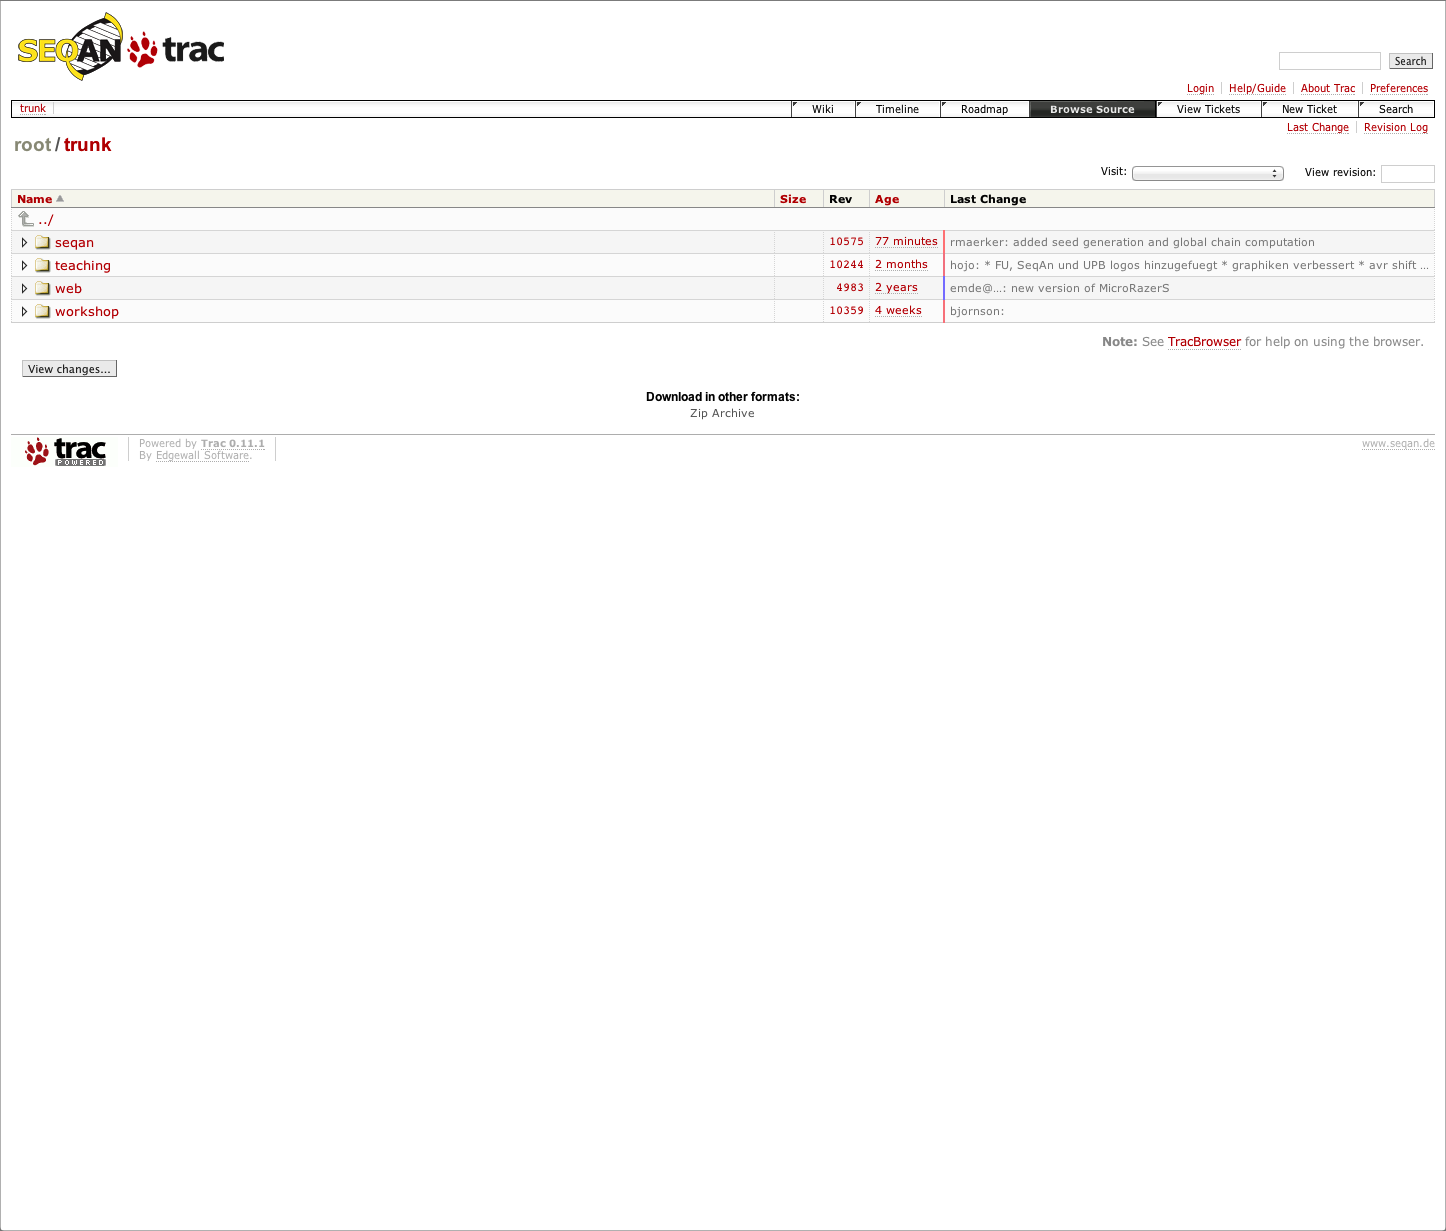 SEQAN trac
Search
Login Help/Guide About Trac Preferences
trunk Wiki Timeline Roadmap Browse Source View Tickets New Ticket Search
Last Change Revision Log
root / trunk
Visit: View revision:
Name Size Rev Age Last Change
../
seqan 10575 77 minutes rmaerker: added seed generation and global chain computation
teaching 10244 2 months hojo: * FU, SeqAn und UPB logos hinzugefuegt * graphiken verbessert * avr shift ...
web 4983 2 years emde@...: new version of MicroRazerS
workshop 10359 4 weeks bjornson:
Note: See TracBrowser for help on using the browser.
View changes...
Download in other formats:
Zip Archive
trac POWERED
Powered by Trac 0.11.1
By Edgewall Software.
www.seqan.de